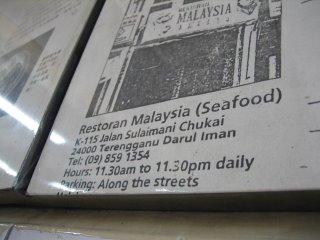 RESTORAN
MALAYSIA
Restoran Malaysia (Seafood)
K-115 Jalan Sulaimani Chukai
24000 Terengganu Darul Iman
Tel: (09) 859 1354
Hours: 11.30am to 11.30pm daily
Parking: Along the streets